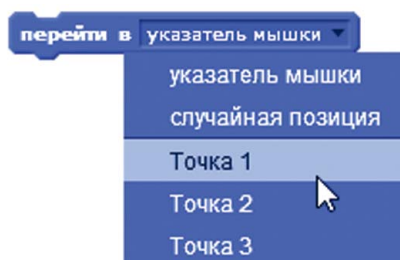 перейти в указатель мышки
указатель мышки
случайная позиция
Точка 1
Точка 2
Точка 3